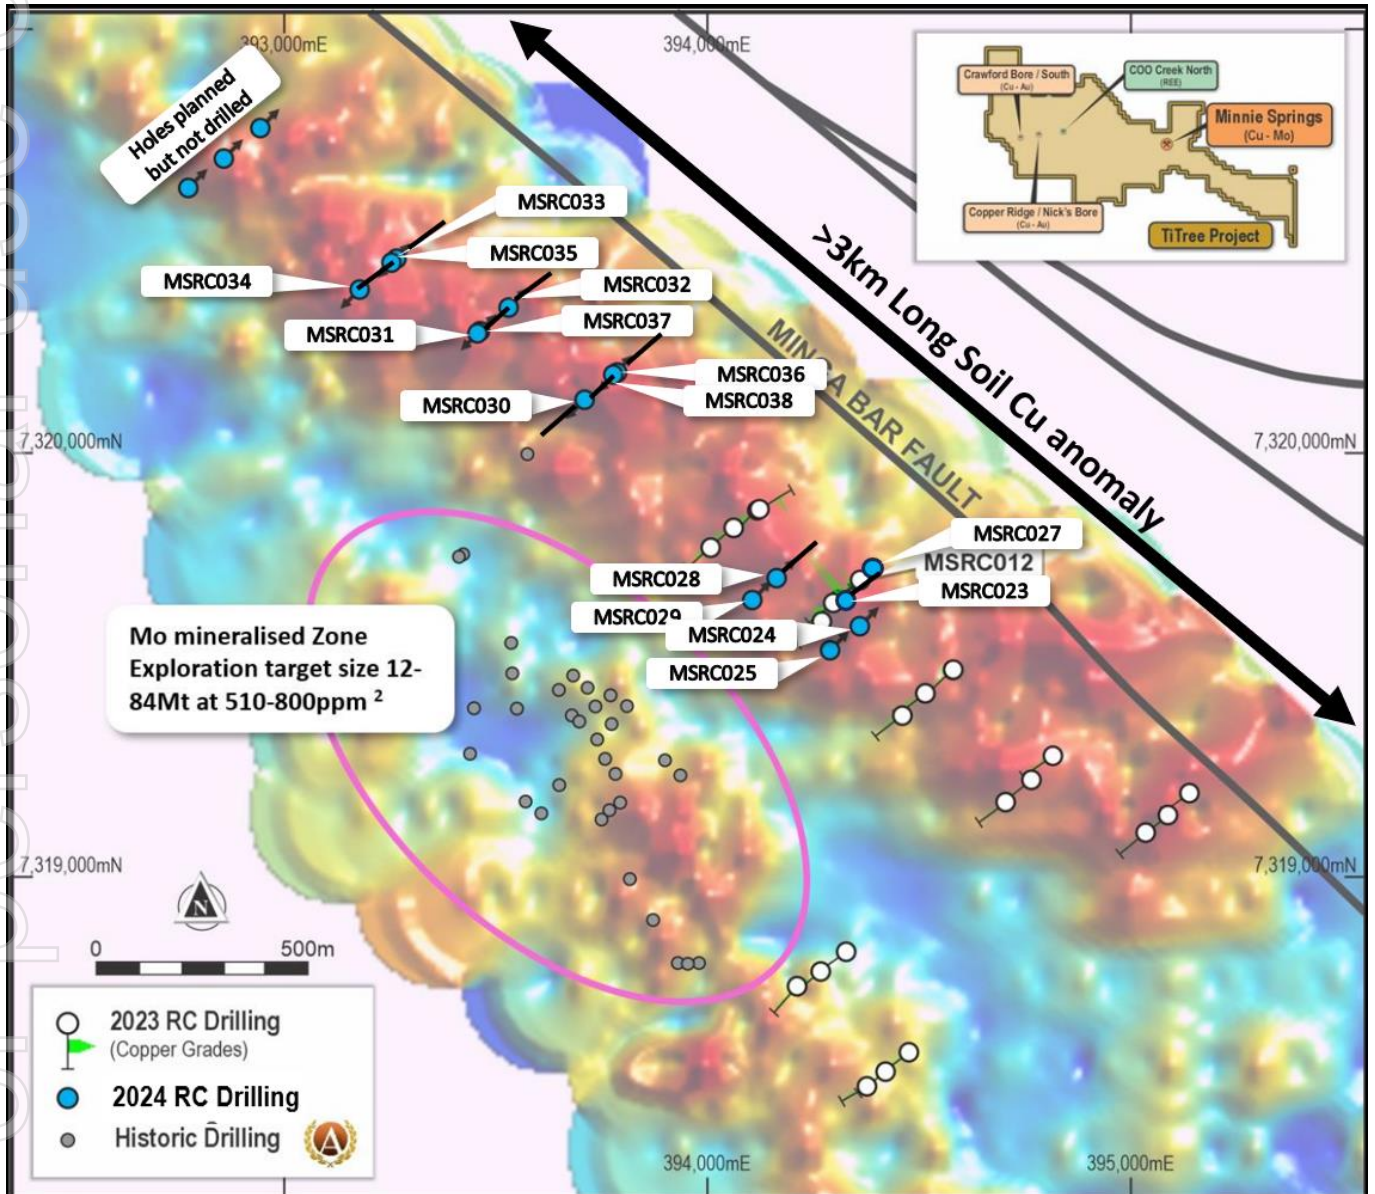 393,000mE
394,000mE
Holes planned
but not drilled
Crawford Bore / South
(Cu - Au)
COO Creek North
(REE)
Minnie Springs
(Cu - Mo)
Copper Ridge / Nick's Bore
(Cu - Au)
TiTree Project
>3km Long Soil Cu anomaly
MINGA BAR FAULT
MSRC033
MSRC035
MSRC034
MSRC032
MSRC037
MSRC031
MSRC036
MSRC038
MSRC030
7,320,000mN
7,320,000mN
MSRC027
MSRC012
MSRC028
MSRC023
MSRC029
MSRC024
MSRC025
Mo mineralised Zone
Exploration target size 12-
84Mt at 510-800ppm ²
7,319,000mN
7,319,000mN
N
0 500m
2023 RC Drilling
(Copper Grades)
2024 RC Drilling
Historic Drilling
A
394,000mE
395,000mE